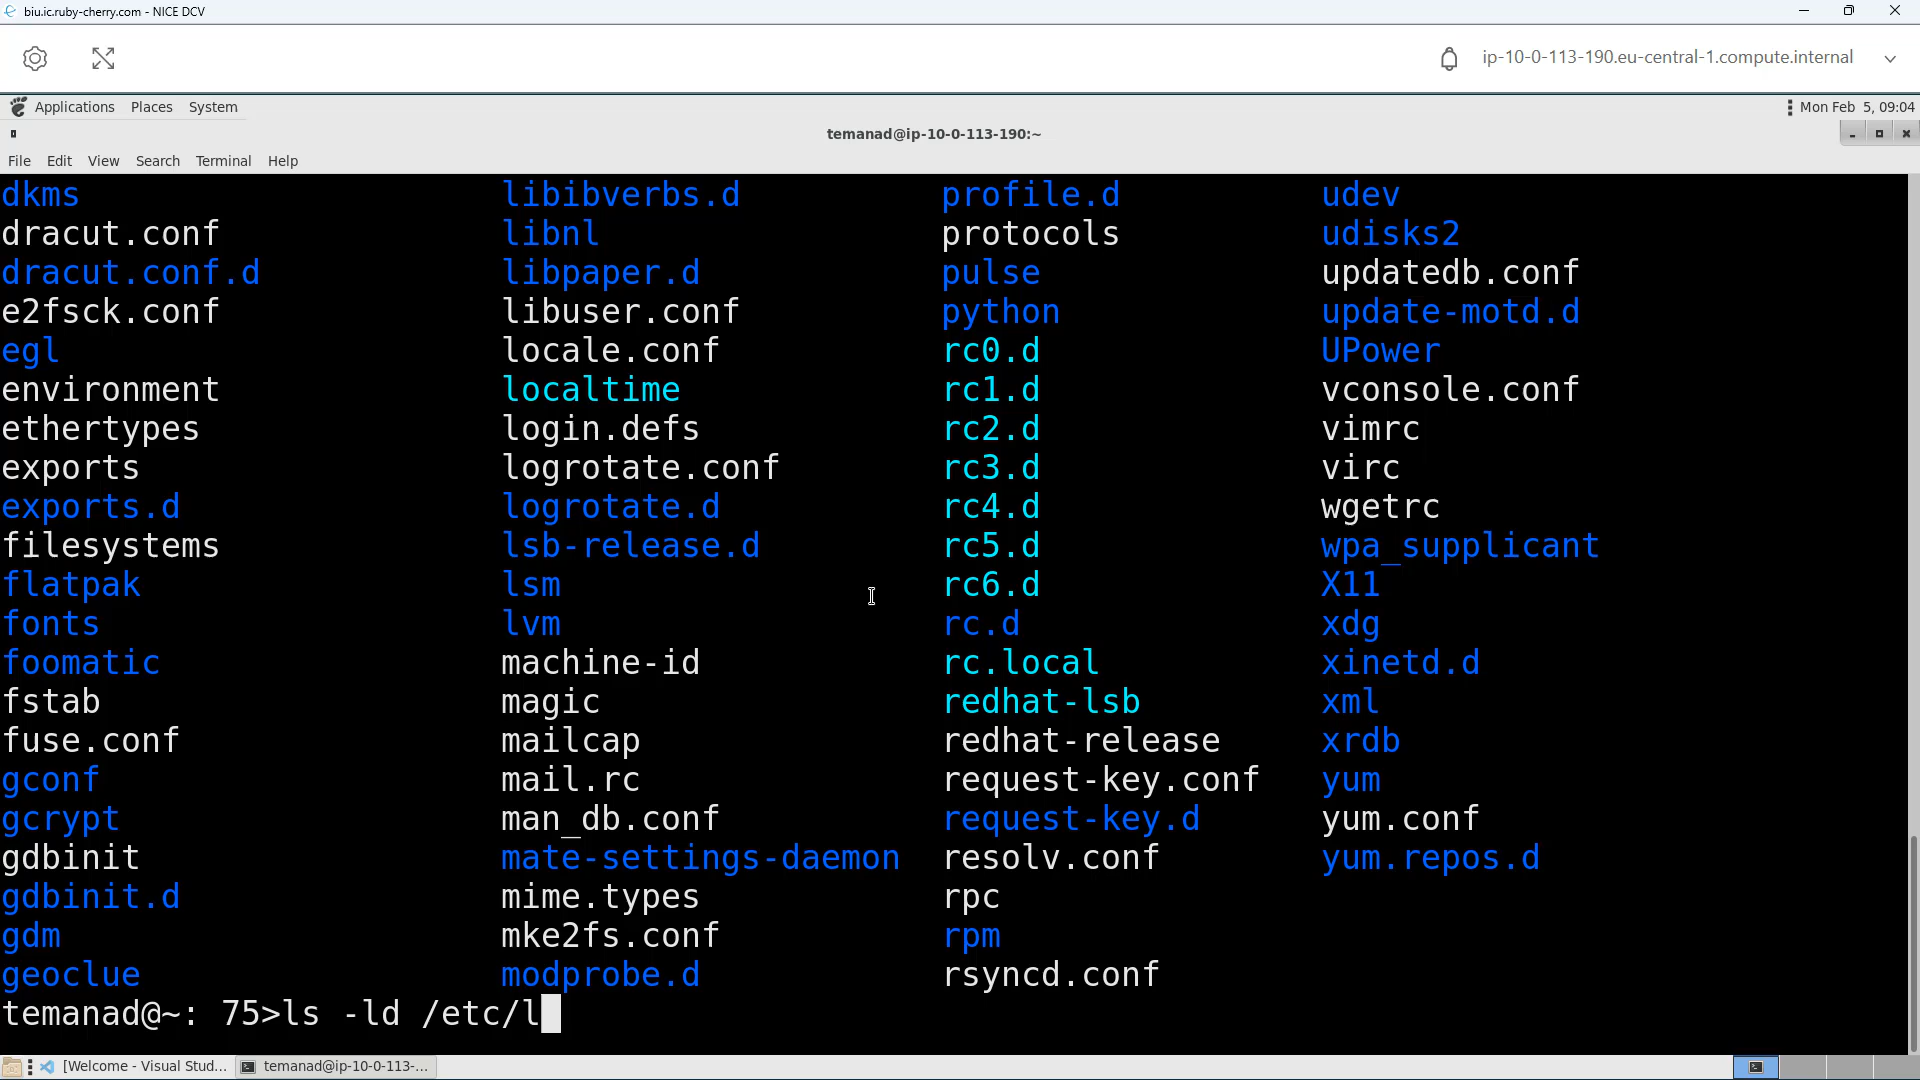 biu.ic.ruby-cherry.com - NICE DCV
ip-10-0-113-190.eu-central-1.compute.internal
Applications Places System Mon Feb 5, 09:04
temanad@ip-10-0-113-190:~
File Edit View Search Terminal Help
dkms libibverbs.d profile.d udev
dracut.conf libnl protocols udisks2
dracut.conf.d libpaper.d pulse updatedb.conf
e2fsck.conf libuser.conf python update-motd.d
egl locale.conf rc0.d UPower
environment localtime rc1.d vconsole.conf
ethertypes login.defs rc2.d vimrc
exports logrotate.conf rc3.d virc
exports.d logrotate.d rc4.d wgetrc
filesystems lsb-release.d rc5.d wpa_supplicant
flatpak lsm rc6.d X11
fonts lvm rc.d xdg
foomatic machine-id rc.local xinetd.d
fstab magic redhat-lsb xml
fuse.conf mailcap redhat-release xrdb
gconf mail.rc request-key.conf yum
gcrypt man_db.conf request-key.d yum.conf
gdbinit mate-settings-daemon resolv.conf yum.repos.d
gdbinit.d mime.types rpc
gdm mke2fs.conf rpm
geoclue modprobe.d rsyncd.conf
temanad@~: 75>ls -ld /etc/l
[Welcome - Visual Stud... temanad@ip-10-0-113-...